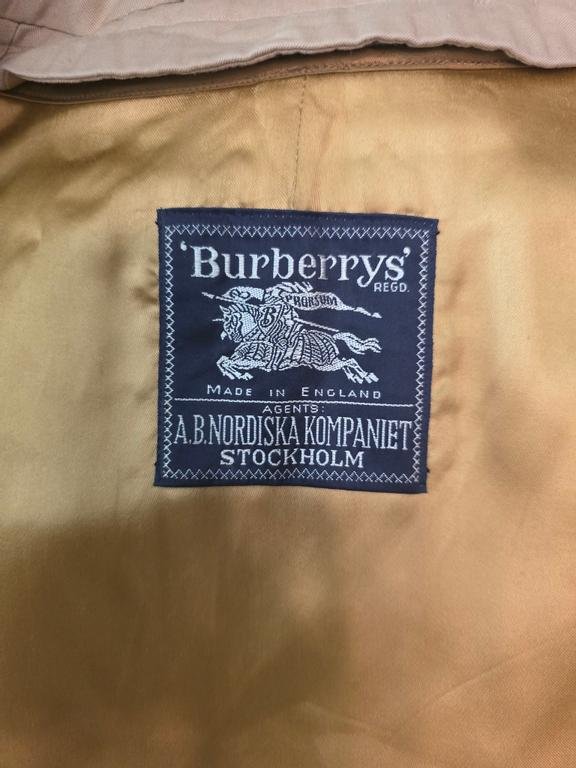 'Burberrys'
REGD.
PRORSUM
B
MADE IN ENGLAND
AGENTS:
A.B.NORDISKA KOMPANIET
STOCKHOLM